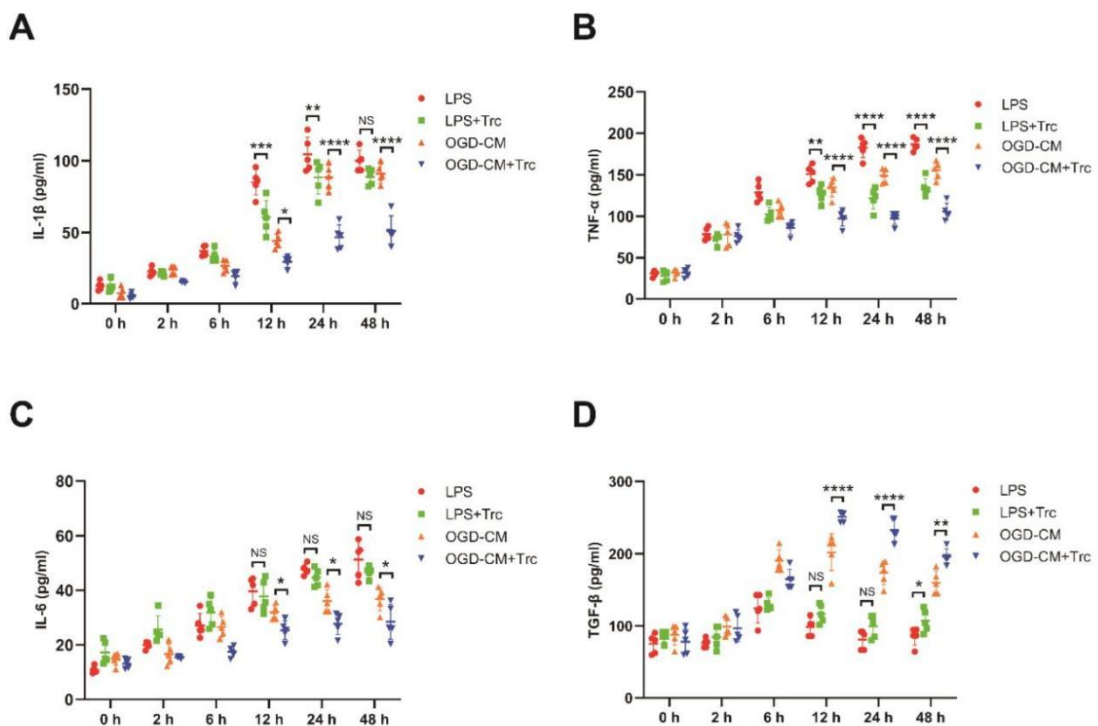 A
IL-1β (pg/ml)
150
100
50
0
0 h 2 h 6 h 12 h 24 h 48 h
*** * ** **** NS ****
LPS
LPS+Trc
OGD-CM
OGD-CM+Trc
B
TNF-α (pg/ml)
250
200
150
100
50
0
0 h 2 h 6 h 12 h 24 h 48 h
** **** **** **** **** ****
LPS
LPS+Trc
OGD-CM
OGD-CM+Trc
C
IL-6 (pg/ml)
80
60
40
20
0
0 h 2 h 6 h 12 h 24 h 48 h
NS * NS * NS *
LPS
LPS+Trc
OGD-CM
OGD-CM+Trc
D
TGF-β (pg/ml)
300
200
100
0
0 h 2 h 6 h 12 h 24 h 48 h
NS **** NS **** * **
LPS
LPS+Trc
OGD-CM
OGD-CM+Trc